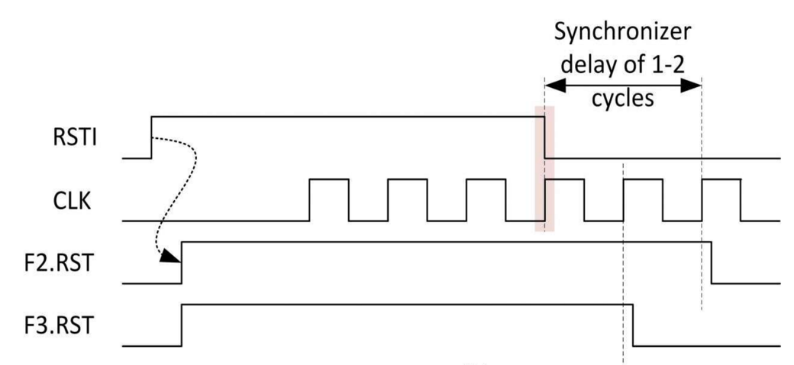 Synchronizer
delay of 1-2
cycles
RSTI
CLK
F2.RST
F3.RST